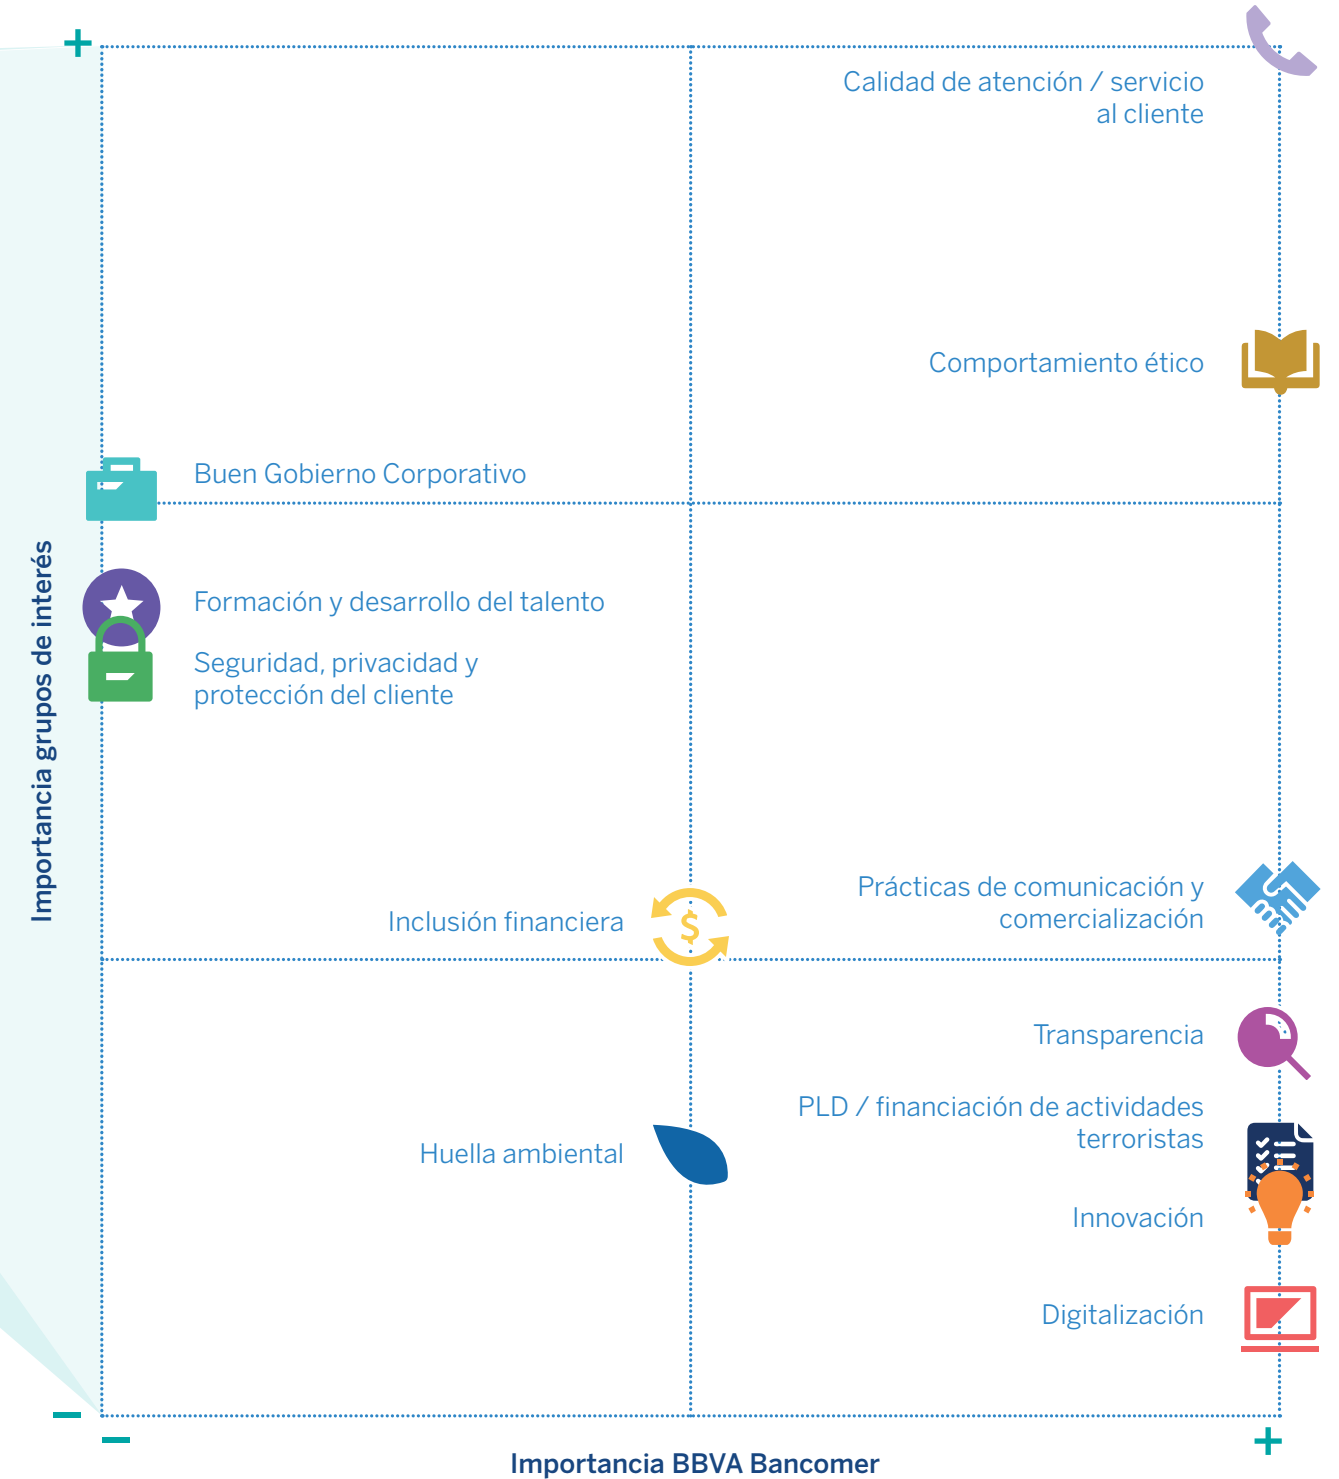 Calidad de atención / servicio
al cliente
Comportamiento ético
Buen Gobierno Corporativo
Formación y desarrollo del talento
Seguridad, privacidad y
protección del cliente
Importancia grupos de interés
Prácticas de comunicación y
comercialización
Inclusión financiera
$
Transparencia
PLD / financiación de actividades
terroristas
Huella ambiental
Innovación
Digitalización
Importancia BBVA Bancomer